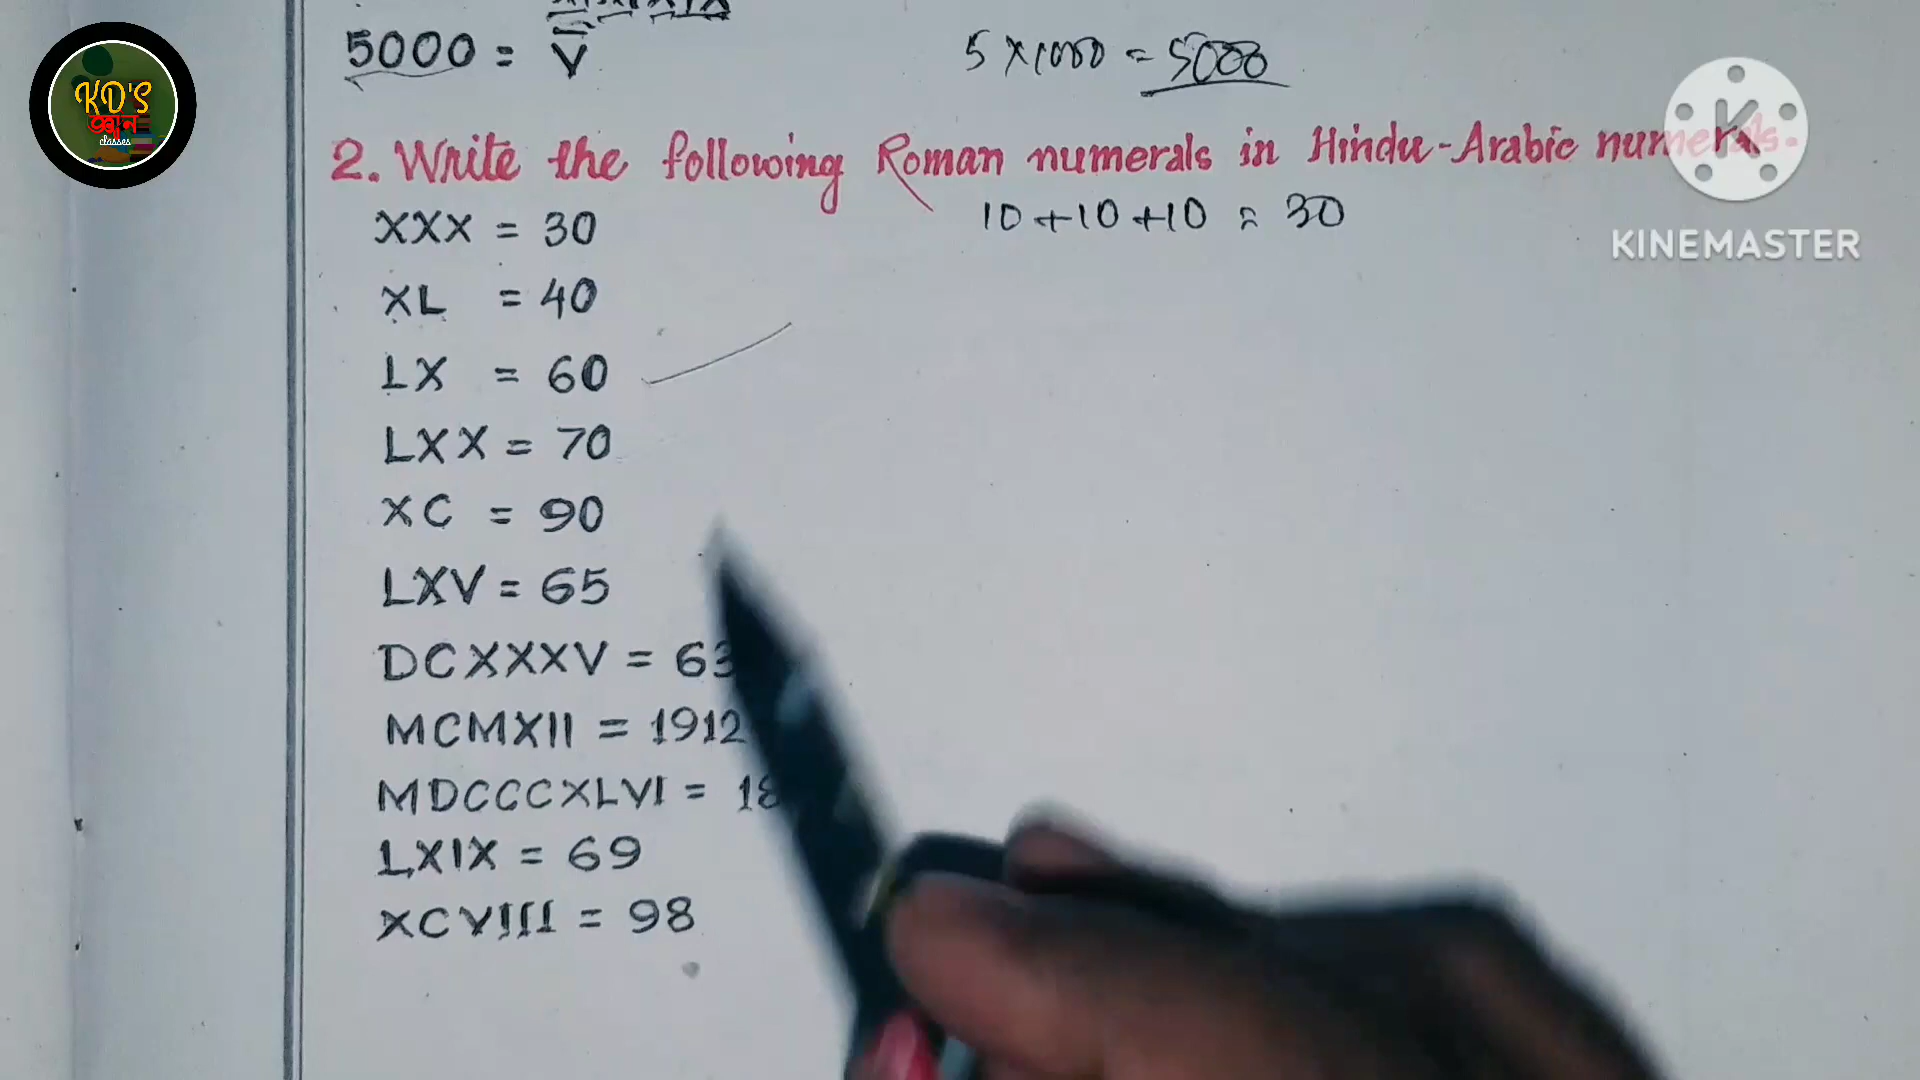 5000 = V̅
5 × 1000 = 5000
KD'S
জ্ঞান
classes
2. Write the following Roman numerals in Hindu-Arabic numerals.
XXX = 30
10 + 10 + 10 = 30
KINEMASTER
XL = 40
LX = 60
LXX = 70
XC = 90
LXV = 65
DCXXXV = 63
MCMXII = 1912
MDCCCXLVI = 18
LXIX = 69
XCVIII = 98